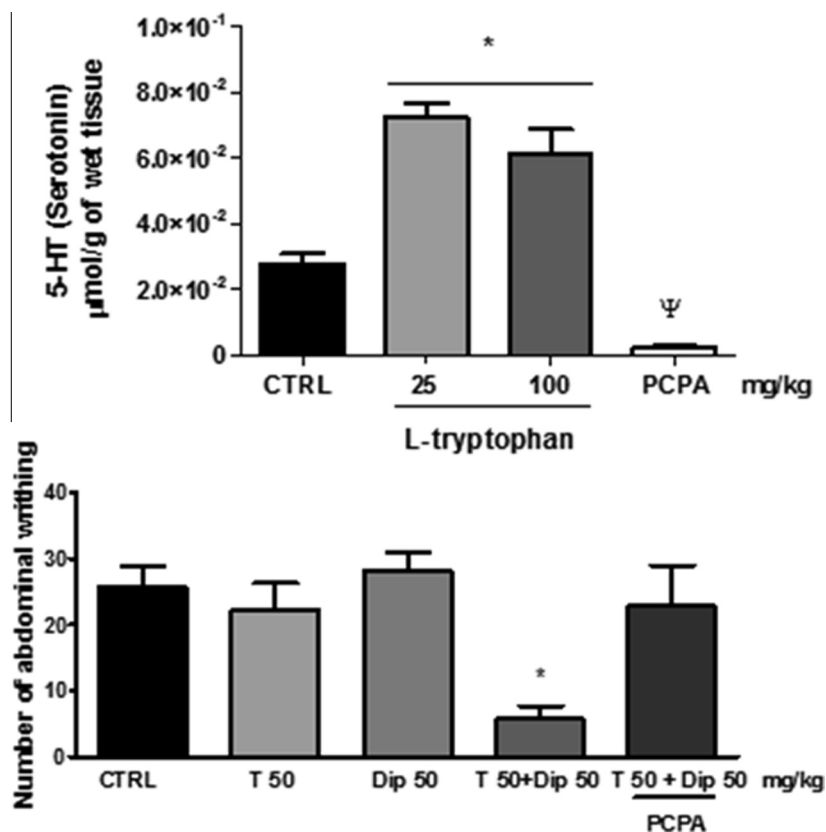 5-HT (Serotonin)
μmol/g of wet tissue
1.0×10⁻¹
8.0×10⁻²
6.0×10⁻²
4.0×10⁻²
2.0×10⁻²
0
*
Ψ
CTRL 25 100 PCPA mg/kg
L-tryptophan
Number of abdominal writhing
40
30
20
10
0
*
CTRL T 50 Dip 50 T 50+Dip 50 T 50 + Dip 50 mg/kg
PCPA